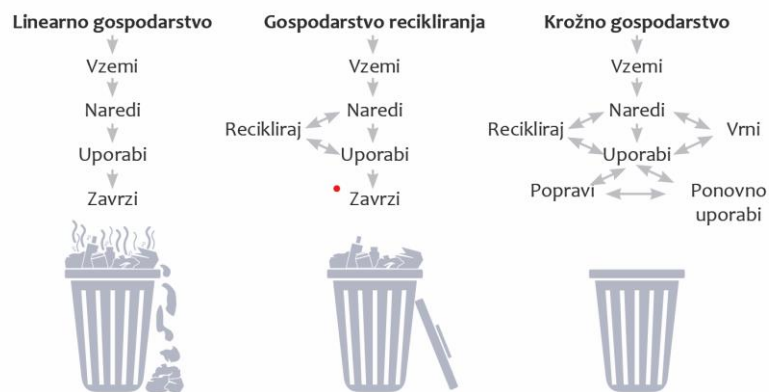 Linearno gospodarstvo
Vzemi
Naredi
Uporabi
Zavrzi
Gospodarstvo recikliranja
Vzemi
Naredi
Recikliraj
Uporabi
Zavrzi
Krožno gospodarstvo
Vzemi
Naredi
Recikliraj
Vrni
Uporabi
Popravi
Ponovno
uporabi